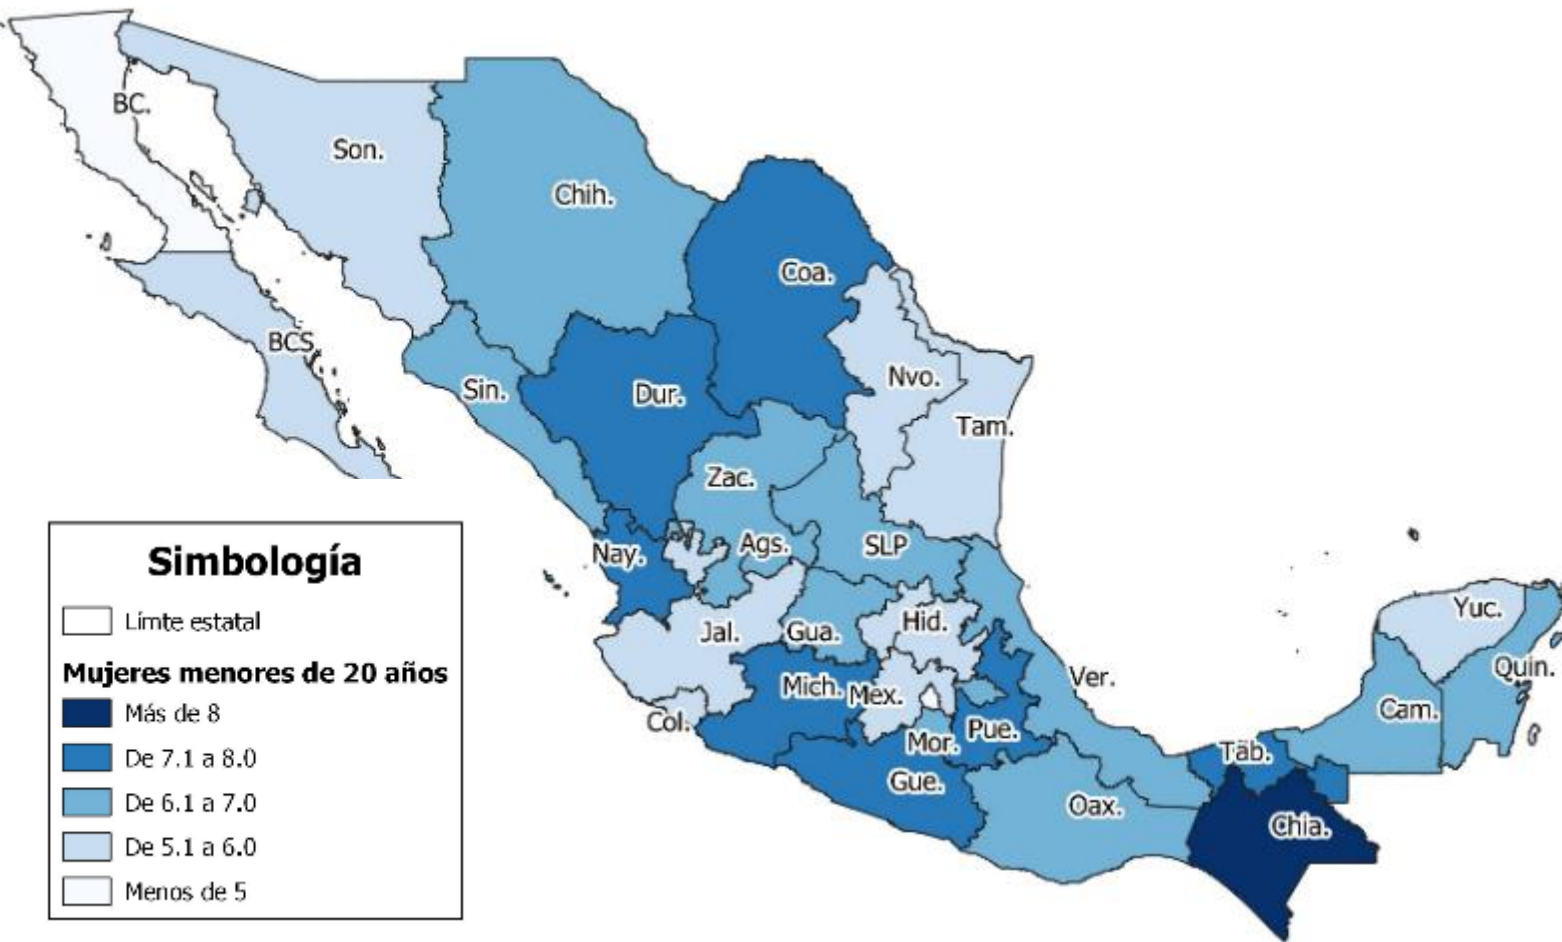 BC.
Son.
Chih.
Coa.
BCS
Sin.
Dur.
Nvo.
Tam.
Zac.
Nay.
Ags.
SLP
Jal.
Gua.
Hid.
Yuc.
Quin.
Ver.
Mich.
Mex.
Col.
Cam.
Mor.
Pue.
Tab.
Gue.
Oax.
Chia.
Simbología
Límte estatal
Mujeres menores de 20 años
Más de 8
De 7.1 a 8.0
De 6.1 a 7.0
De 5.1 a 6.0
Menos de 5